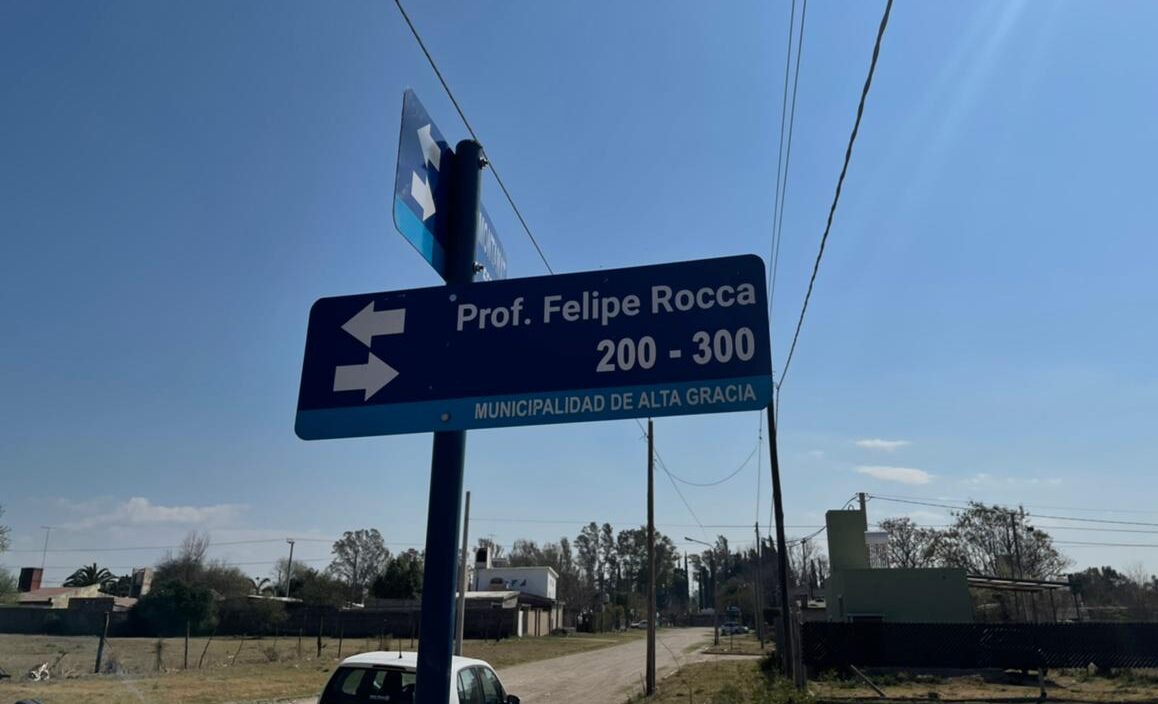 Prof. Felipe Rocca
200 - 300
MUNICIPALIDAD DE ALTA GRACIA